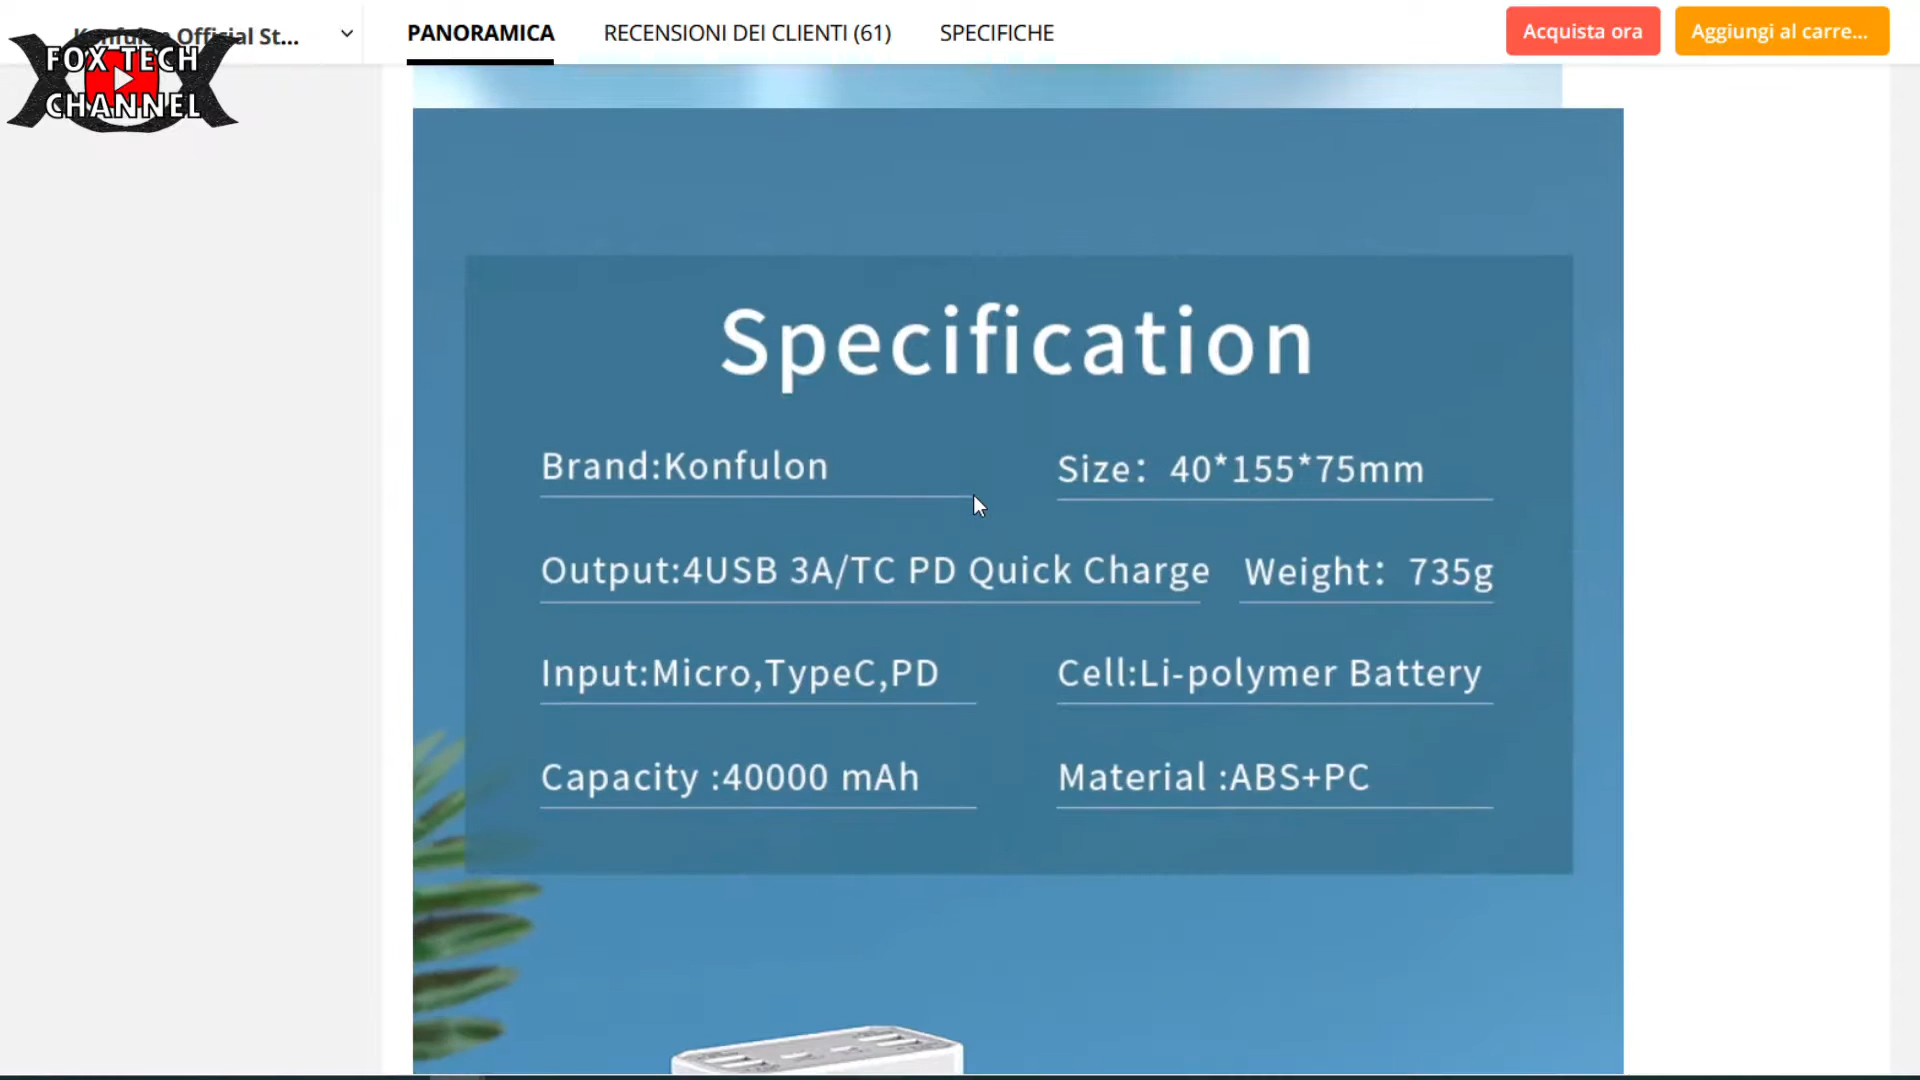 Official St...
FOX TECH
CHANNEL
PANORAMICA
RECENSIONI DEI CLIENTI (61)
SPECIFICHE
Acquista ora
Aggiungi al carre...
Specification
Brand:Konfulon
Size: 40*155*75mm
Output:4USB 3A/TC PD Quick Charge
Weight: 735g
Input:Micro,TypeC,PD
Cell:Li-polymer Battery
Capacity :40000 mAh
Material :ABS+PC